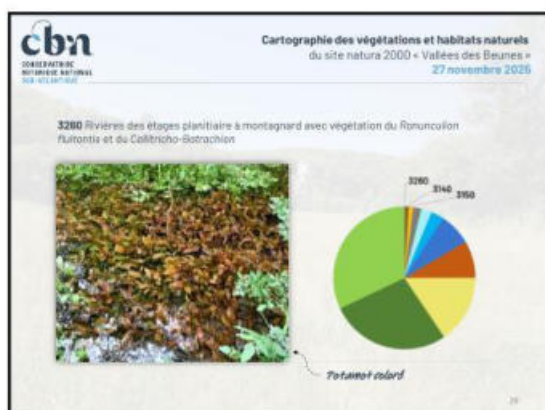 cbn
CONSERVATOIRE
BOTANIQUE NATIONAL
SUD-ATLANTIQUE
Cartographie des végétations et habitats naturels
du site natura 2000 « Vallées des Beunes »
27 novembre 2025
3260 Rivières des étages planitiaire à montagnard avec végétation du Ranunculion
fluitantis et du Callitricho-Batrachion
3260
3140
3150
Potamot coloré